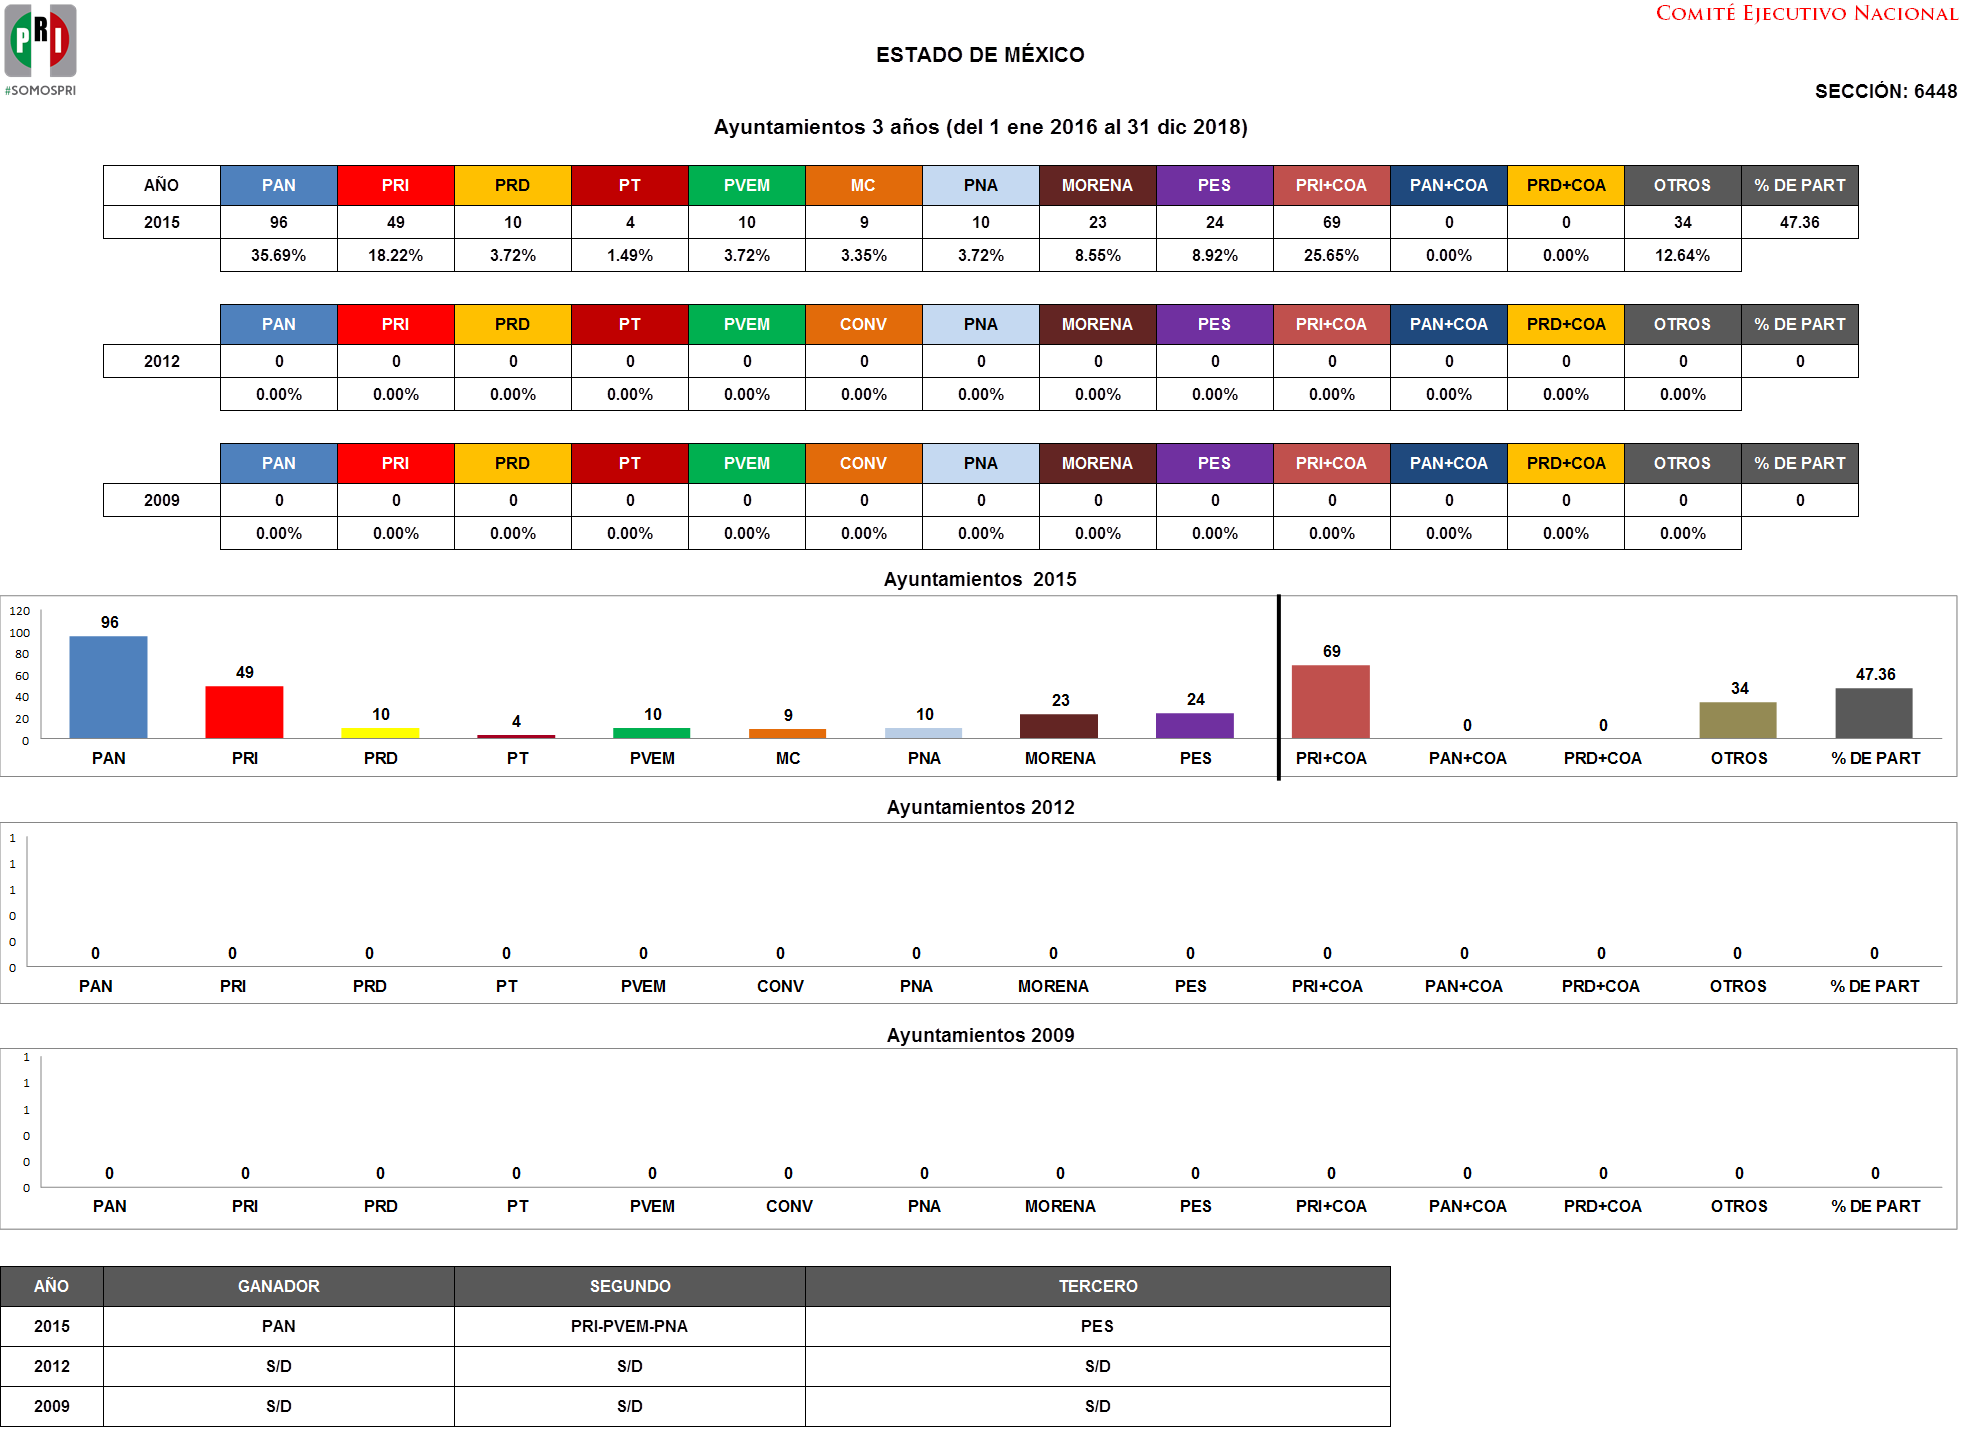 PRI
#SOMOSPRI
COMITÉ EJECUTIVO NACIONAL
ESTADO DE MÉXICO
SECCIÓN: 6448
Ayuntamientos 3 años (del 1 ene 2016 al 31 dic 2018)
AÑO PAN PRI PRD PT PVEM MC PNA MORENA PES PRI+COA PAN+COA PRD+COA OTROS % DE PART
2015 96 49 10 4 10 9 10 23 24 69 0 0 34 47.36
35.69% 18.22% 3.72% 1.49% 3.72% 3.35% 3.72% 8.55% 8.92% 25.65% 0.00% 0.00% 12.64%
PAN PRI PRD PT PVEM CONV PNA MORENA PES PRI+COA PAN+COA PRD+COA OTROS % DE PART
2012 0 0 0 0 0 0 0 0 0 0 0 0 0 0
0.00% 0.00% 0.00% 0.00% 0.00% 0.00% 0.00% 0.00% 0.00% 0.00% 0.00% 0.00% 0.00%
PAN PRI PRD PT PVEM CONV PNA MORENA PES PRI+COA PAN+COA PRD+COA OTROS % DE PART
2009 0 0 0 0 0 0 0 0 0 0 0 0 0 0
0.00% 0.00% 0.00% 0.00% 0.00% 0.00% 0.00% 0.00% 0.00% 0.00% 0.00% 0.00% 0.00%
Ayuntamientos 2015
120
100
80
60
40
20
0
96 49 10 4 10 9 10 23 24 69 0 0 34 47.36
PAN PRI PRD PT PVEM MC PNA MORENA PES PRI+COA PAN+COA PRD+COA OTROS % DE PART
Ayuntamientos 2012
1
1
1
0
0
0
0 0 0 0 0 0 0 0 0 0 0 0 0 0
PAN PRI PRD PT PVEM CONV PNA MORENA PES PRI+COA PAN+COA PRD+COA OTROS % DE PART
Ayuntamientos 2009
1
1
1
0
0
0
0 0 0 0 0 0 0 0 0 0 0 0 0 0
PAN PRI PRD PT PVEM CONV PNA MORENA PES PRI+COA PAN+COA PRD+COA OTROS % DE PART
AÑO GANADOR SEGUNDO TERCERO
2015 PAN PRI-PVEM-PNA PES
2012 S/D S/D S/D
2009 S/D S/D S/D